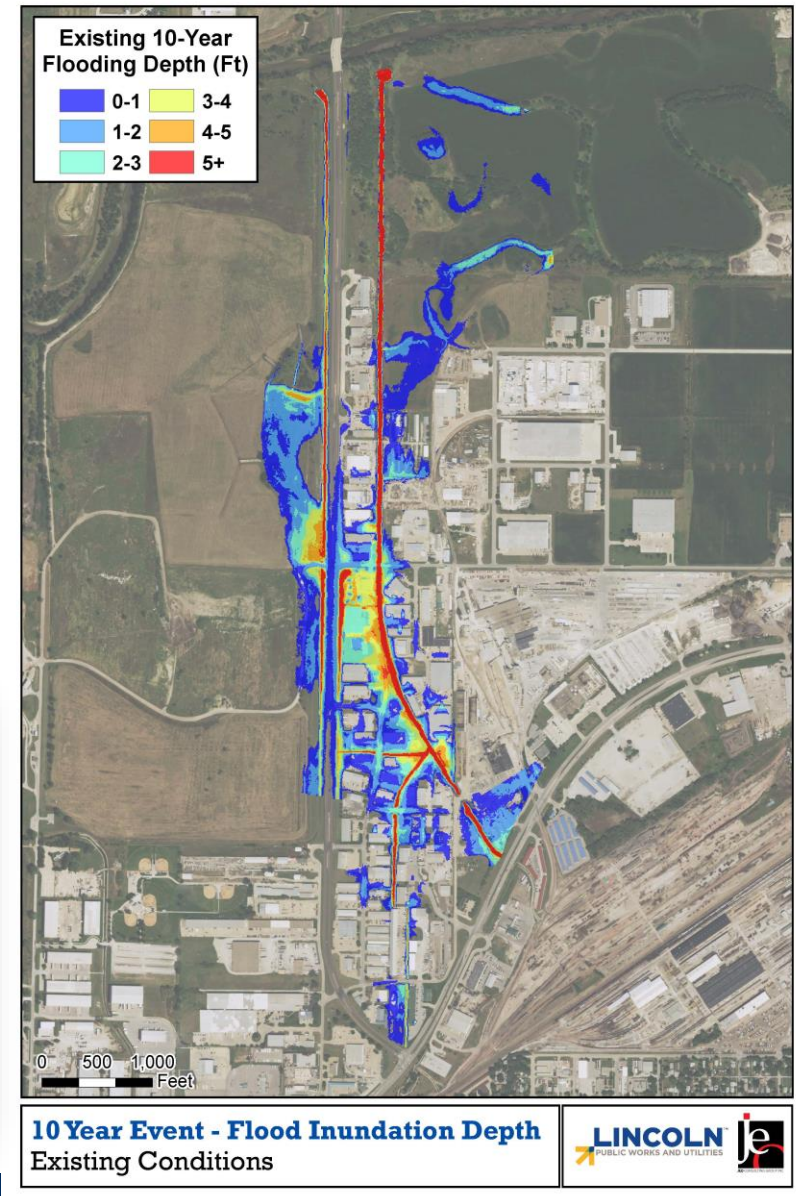 Existing 10-Year
Flooding Depth (Ft)
0-1
3-4
1-2
4-5
2-3
5+
0 500 1,000
Feet
10 Year Event - Flood Inundation Depth
Existing Conditions
LINCOLN
PUBLIC WORKS AND UTILITIES
je